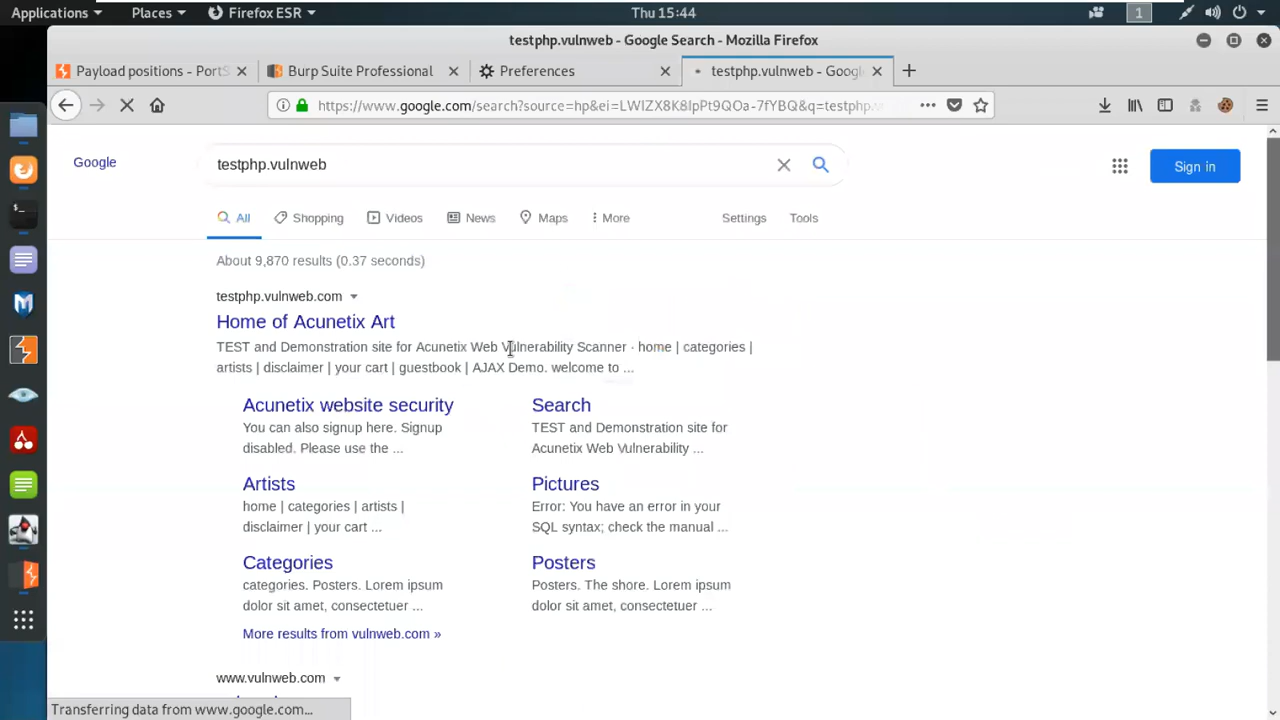 Applications Places Firefox ESR Thu 15:44 1
testphp.vulnweb - Google Search - Mozilla Firefox
Payload positions - PortS Burp Suite Professional Preferences testphp.vulnweb - Googl
https://www.google.com/search?source=hp&ei=LWIZX8K8IpPt9QOa-7fYBQ&q=testphp.v
Google testphp.vulnweb Sign in
All Shopping Videos News Maps More Settings Tools
About 9,870 results (0.37 seconds)
testphp.vulnweb.com
Home of Acunetix Art
TEST and Demonstration site for Acunetix Web Vulnerability Scanner · home | categories |
artists | disclaimer | your cart | guestbook | AJAX Demo. welcome to ...
Acunetix website security
You can also signup here. Signup
disabled. Please use the ...
Search
TEST and Demonstration site for
Acunetix Web Vulnerability ...
Artists
home | categories | artists |
disclaimer | your cart ...
Pictures
Error: You have an error in your
SQL syntax; check the manual ...
Categories
categories. Posters. Lorem ipsum
dolor sit amet, consectetuer ...
Posters
Posters. The shore. Lorem ipsum
dolor sit amet, consectetuer ...
More results from vulnweb.com »
www.vulnweb.com
Transferring data from www.google.com...